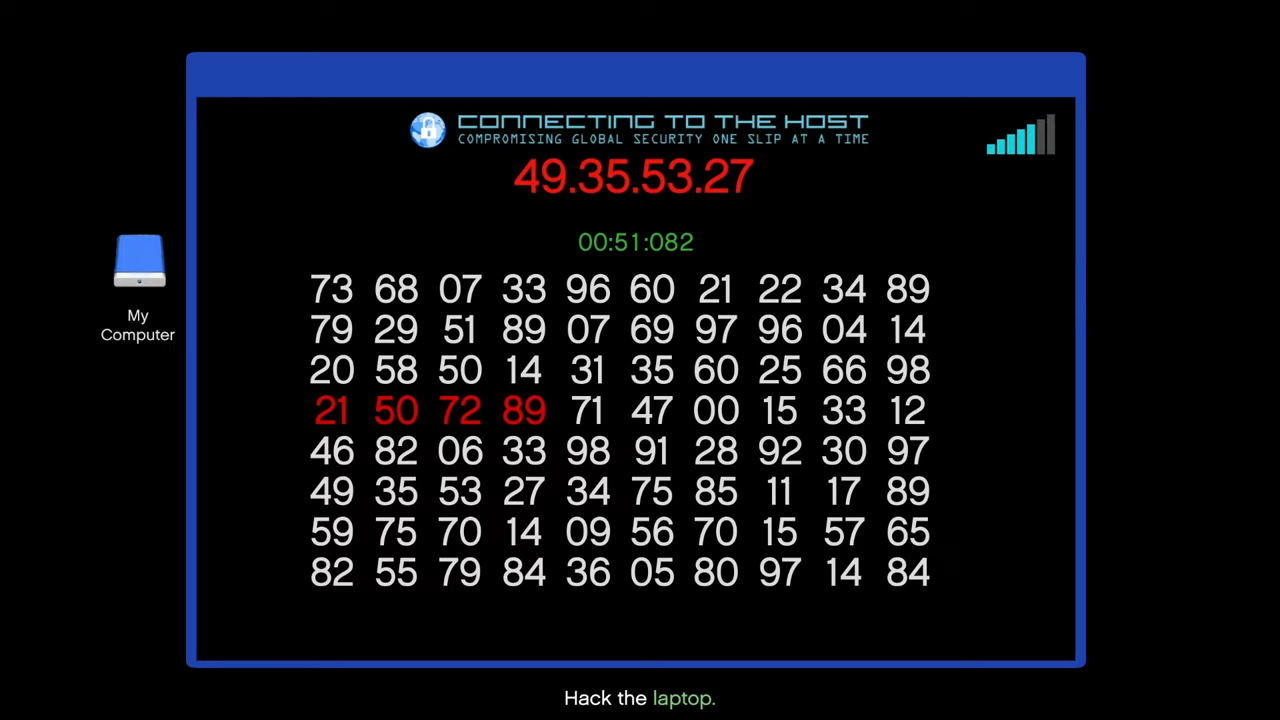 CONNECTING TO THE HOST
COMPROMISING GLOBAL SECURITY ONE SLIP AT A TIME
49.35.53.27
00:51:082
73 68 07 33 96 60 21 22 34 89
79 29 51 89 07 69 97 96 04 14
20 58 50 14 31 35 60 25 66 98
21 50 72 89 71 47 00 15 33 12
46 82 06 33 98 91 28 92 30 97
49 35 53 27 34 75 85 11 17 89
59 75 70 14 09 56 70 15 57 65
82 55 79 84 36 05 80 97 14 84
My
Computer
Hack the laptop.